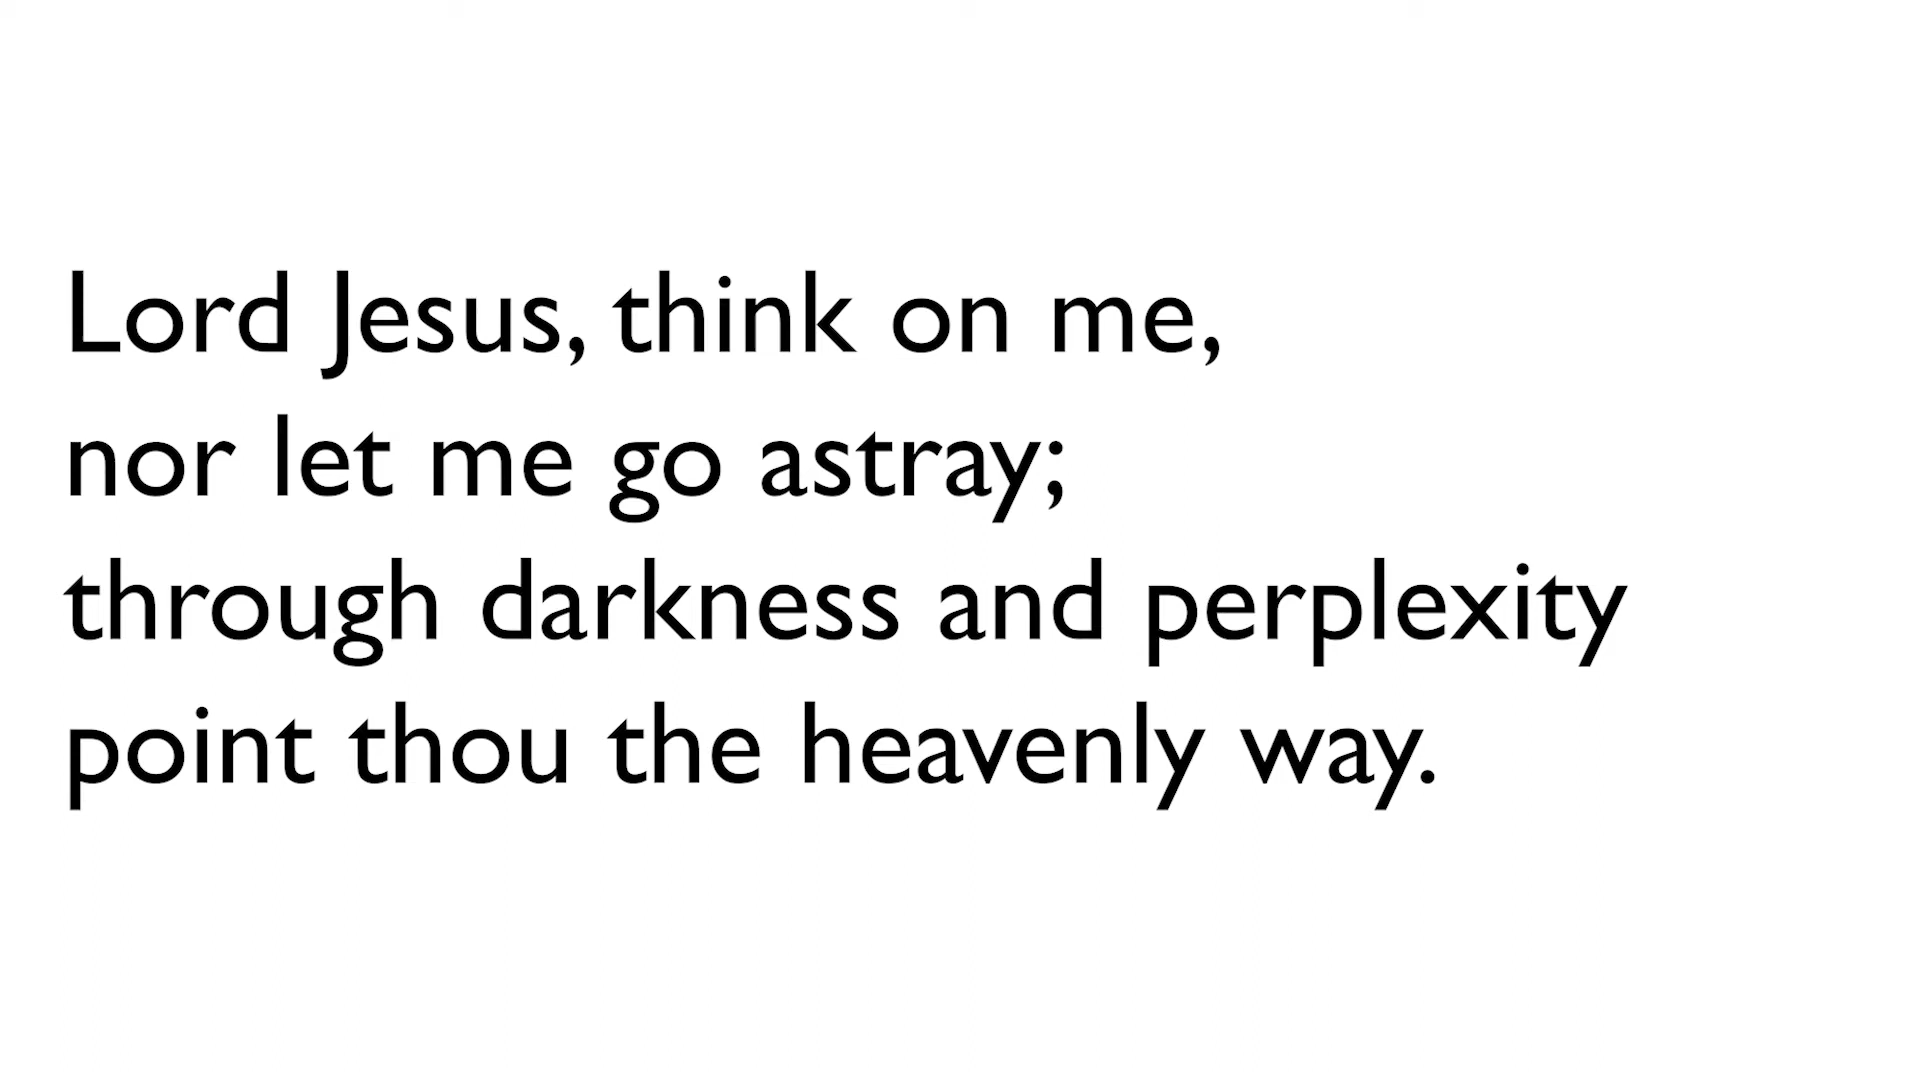 Lord Jesus, think on me,
nor let me go astray;
through darkness and perplexity
point thou the heavenly way.